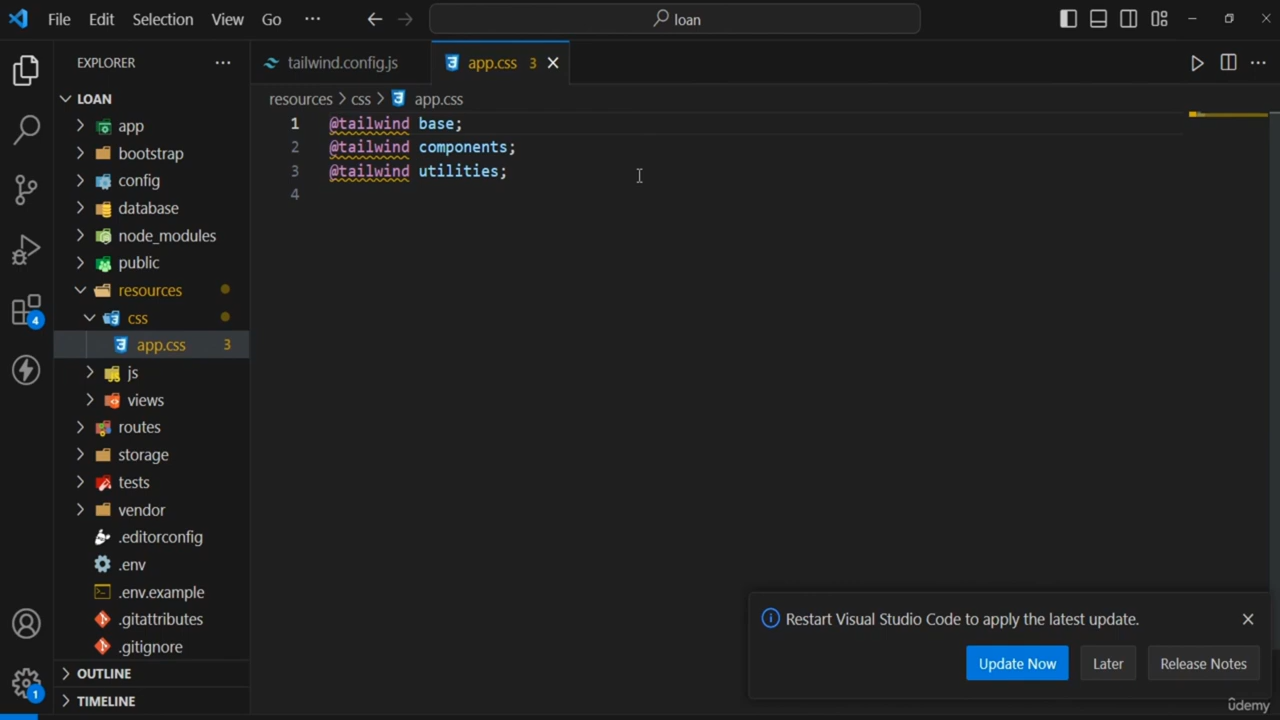 File Edit Selection View Go ··· loan
EXPLORER ···
LOAN
app
bootstrap
config
database
node_modules
public
resources
css
app.css 3
js
views
routes
storage
tests
vendor
.editorconfig
.env
.env.example
.gitattributes
.gitignore
OUTLINE
TIMELINE
4
1
tailwind.config.js app.css 3
resources > css > app.css
1 @tailwind base;
2 @tailwind components;
3 @tailwind utilities;
4
Restart Visual Studio Code to apply the latest update.
Update Now Later Release Notes
ûdemy